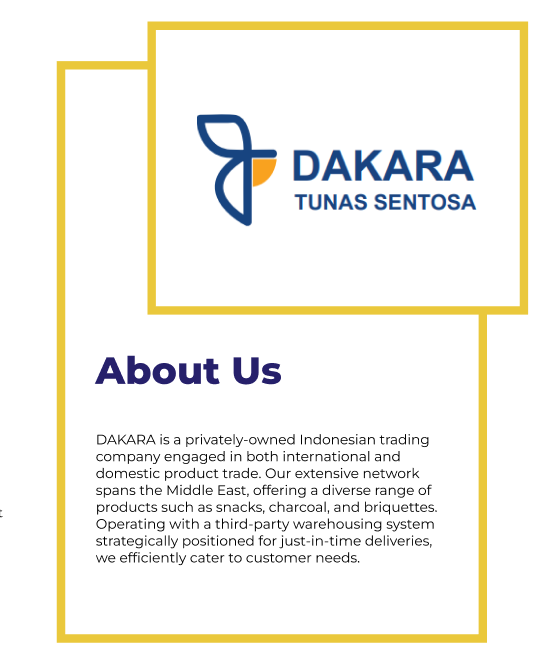 DAKARA
TUNAS SENTOSA
About Us
DAKARA is a privately-owned Indonesian trading
company engaged in both international and
domestic product trade. Our extensive network
spans the Middle East, offering a diverse range of
products such as snacks, charcoal, and briquettes.
Operating with a third-party warehousing system
strategically positioned for just-in-time deliveries,
we efficiently cater to customer needs.
t